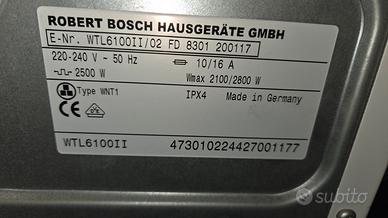 ROBERT BOSCH HAUSGERÄTE GMBH
E-Nr. WTL6100II/02 FD 8301 200117
220-240 V ~ 50 Hz 10/16 A
2500 W Wmax 2100/2800 W
Type WNT1 IPX4 Made in Germany
WTL6100II 473010224427001177
subito